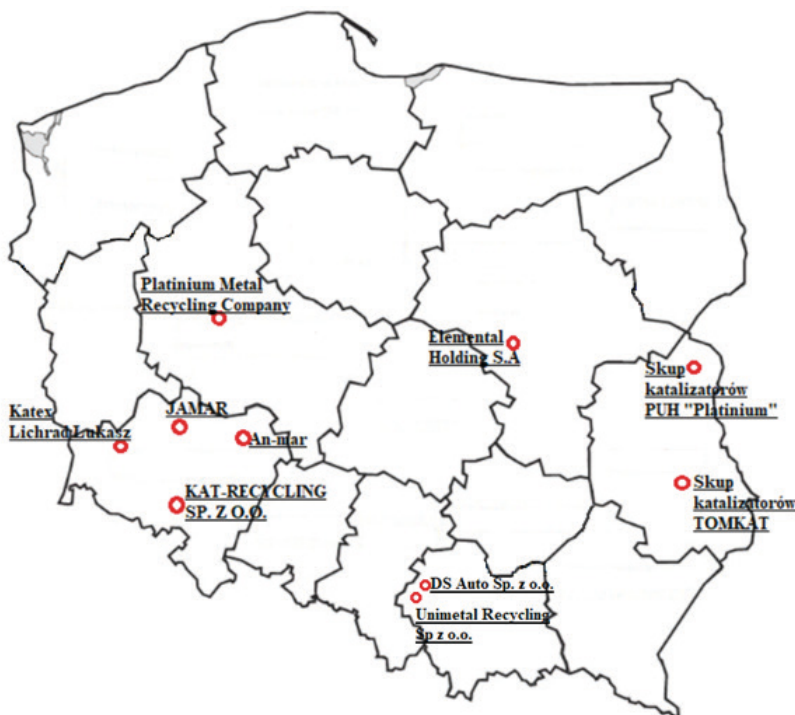 Platinium Metal
Recycling Company
Elemental
Holding S.A
Skup
katalizatorów
PUH "Platinium"
Katex
Lichrad Łukasz
JAMAR
An-mar
KAT-RECYCLING
SP. Z O.O.
Skup
katalizatorów
TOMKAT
DS Auto Sp. z o.o.
Unimetal Recycling
Sp z o.o.